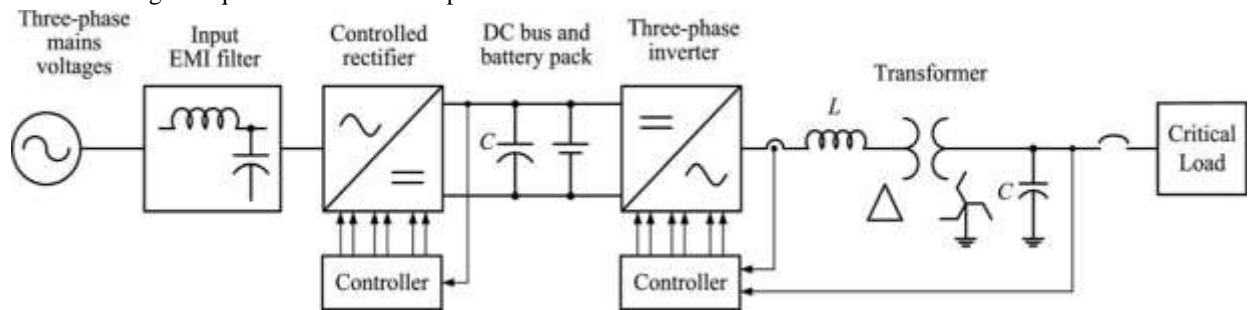 Three-phase
mains
voltages
Input
EMI filter
Controlled
rectifier
DC bus and
battery pack
Three-phase
inverter
Transformer
L
C
C
Critical
Load
Controller
Controller